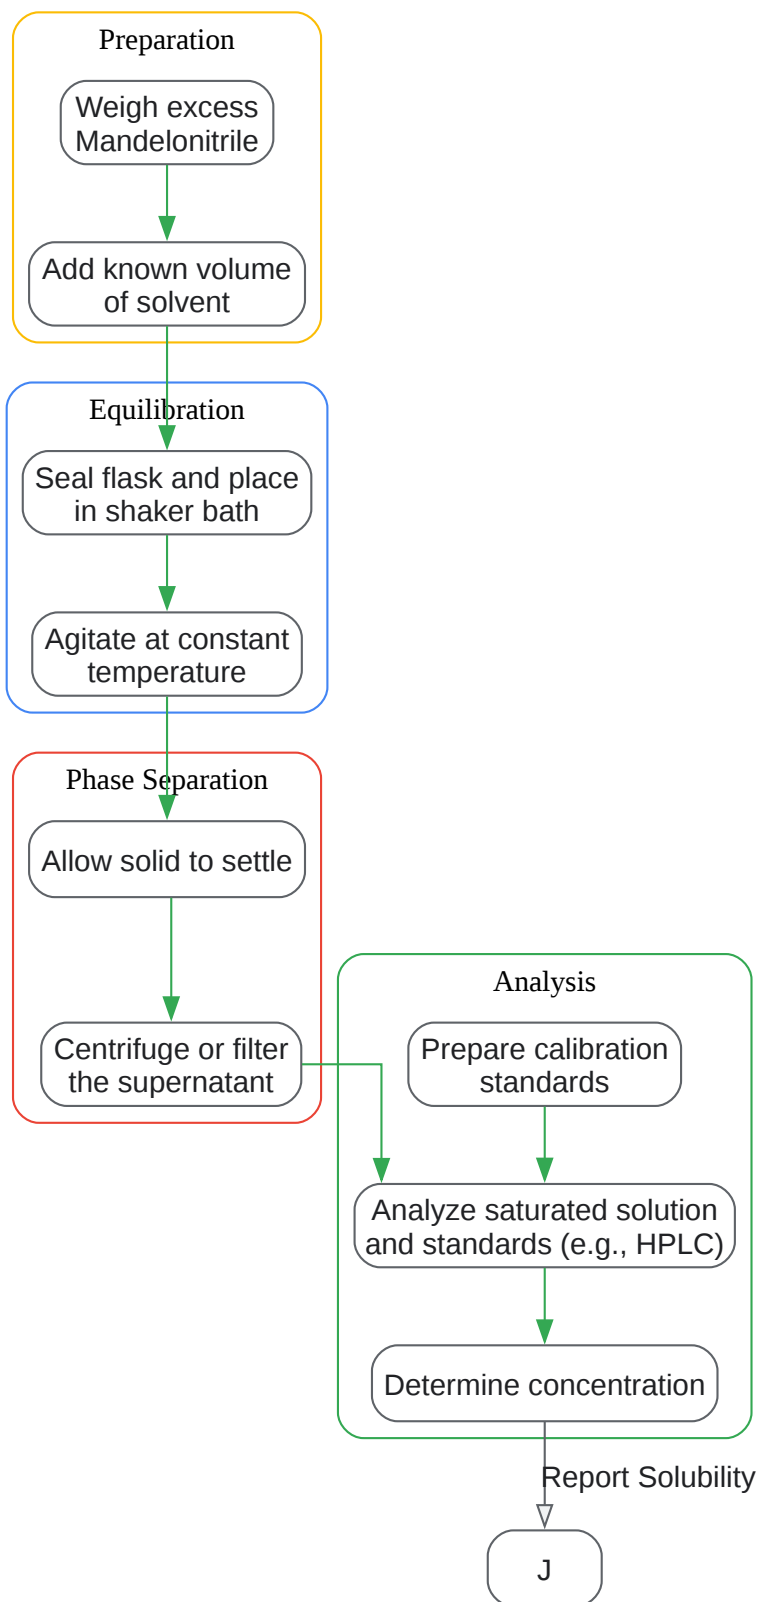 Preparation
Weigh excess
Mandelonitrile
Add known volume
of solvent
Equilibration
Seal flask and place
in shaker bath
Agitate at constant
temperature
Phase Separation
Allow solid to settle
Centrifuge or filter
the supernatant
Analysis
Prepare calibration
standards
Analyze saturated solution
and standards (e.g., HPLC)
Determine concentration
Report Solubility
J